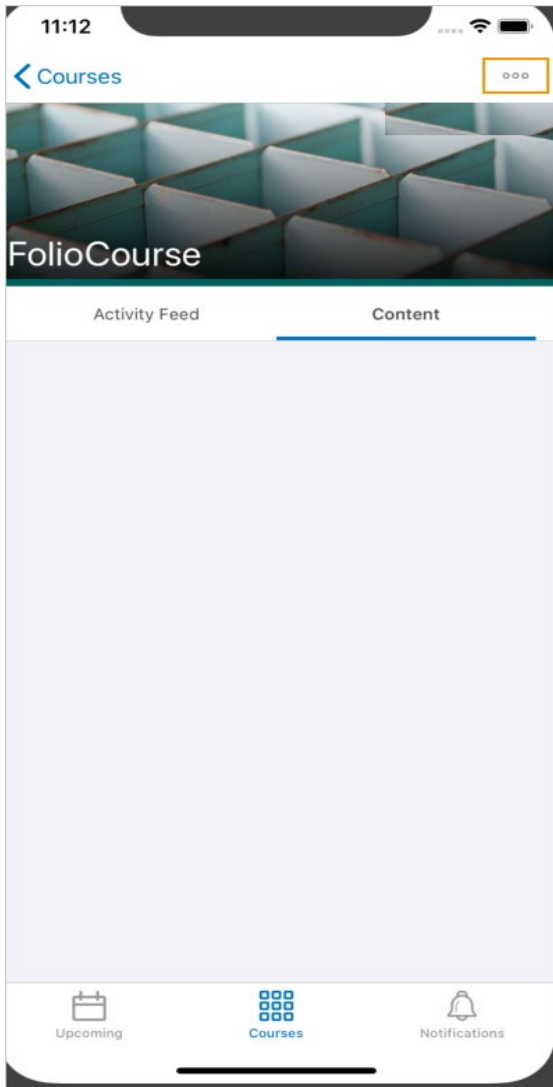 11:12
Courses
FolioCourse
Activity Feed
Content
Upcoming
Courses
Notifications